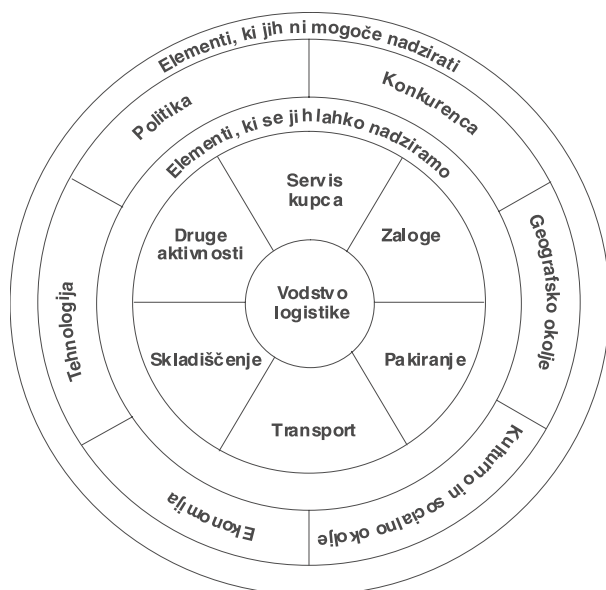 Elementi, ki jih ni mogoče nadzirati
Politika
Konkurenca
Elementi, ki se jih lahko nadziramo
Servis
kupca
Druge
aktivnosti
Zaloge
Geografsko okolje
Tehnologija
Vodstvo
logistike
Skladiščenje
Pakiranje
Transport
Ekonomija
Kulturno in socialno okolje